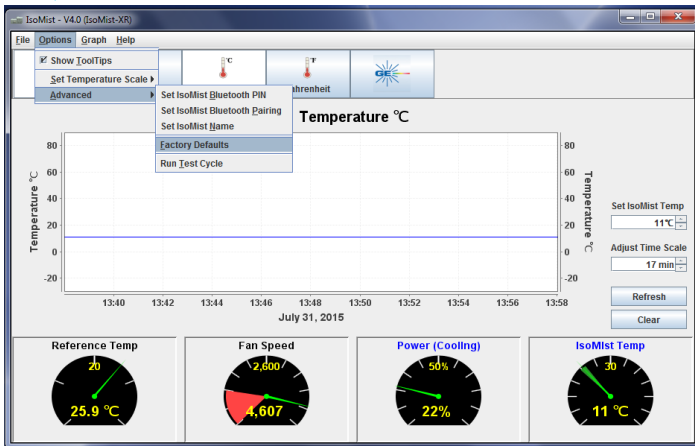 IsoMist - V4.0 (IsoMist-XR)
File Options Graph Help
Show ToolTips
Set Temperature Scale
Advanced
°C
°F
hrenheit
GE
Set IsoMist Bluetooth PIN
Set IsoMist Bluetooth Pairing
Set IsoMist Name
Factory Defaults
Run Test Cycle
Temperature °C
Temperature °C
80
60
40
20
0
-20
80
60
40
20
0
-20
Temperature °C
13:40 13:42 13:44 13:46 13:48 13:50 13:52 13:54 13:56 13:58
July 31, 2015
Set IsoMist Temp
11°C
Adjust Time Scale
17 min
Refresh
Clear
Reference Temp
20
25.9 °C
Fan Speed
2,600
4,607
Power (Cooling)
50%
22%
IsoMist Temp
30
11 °C